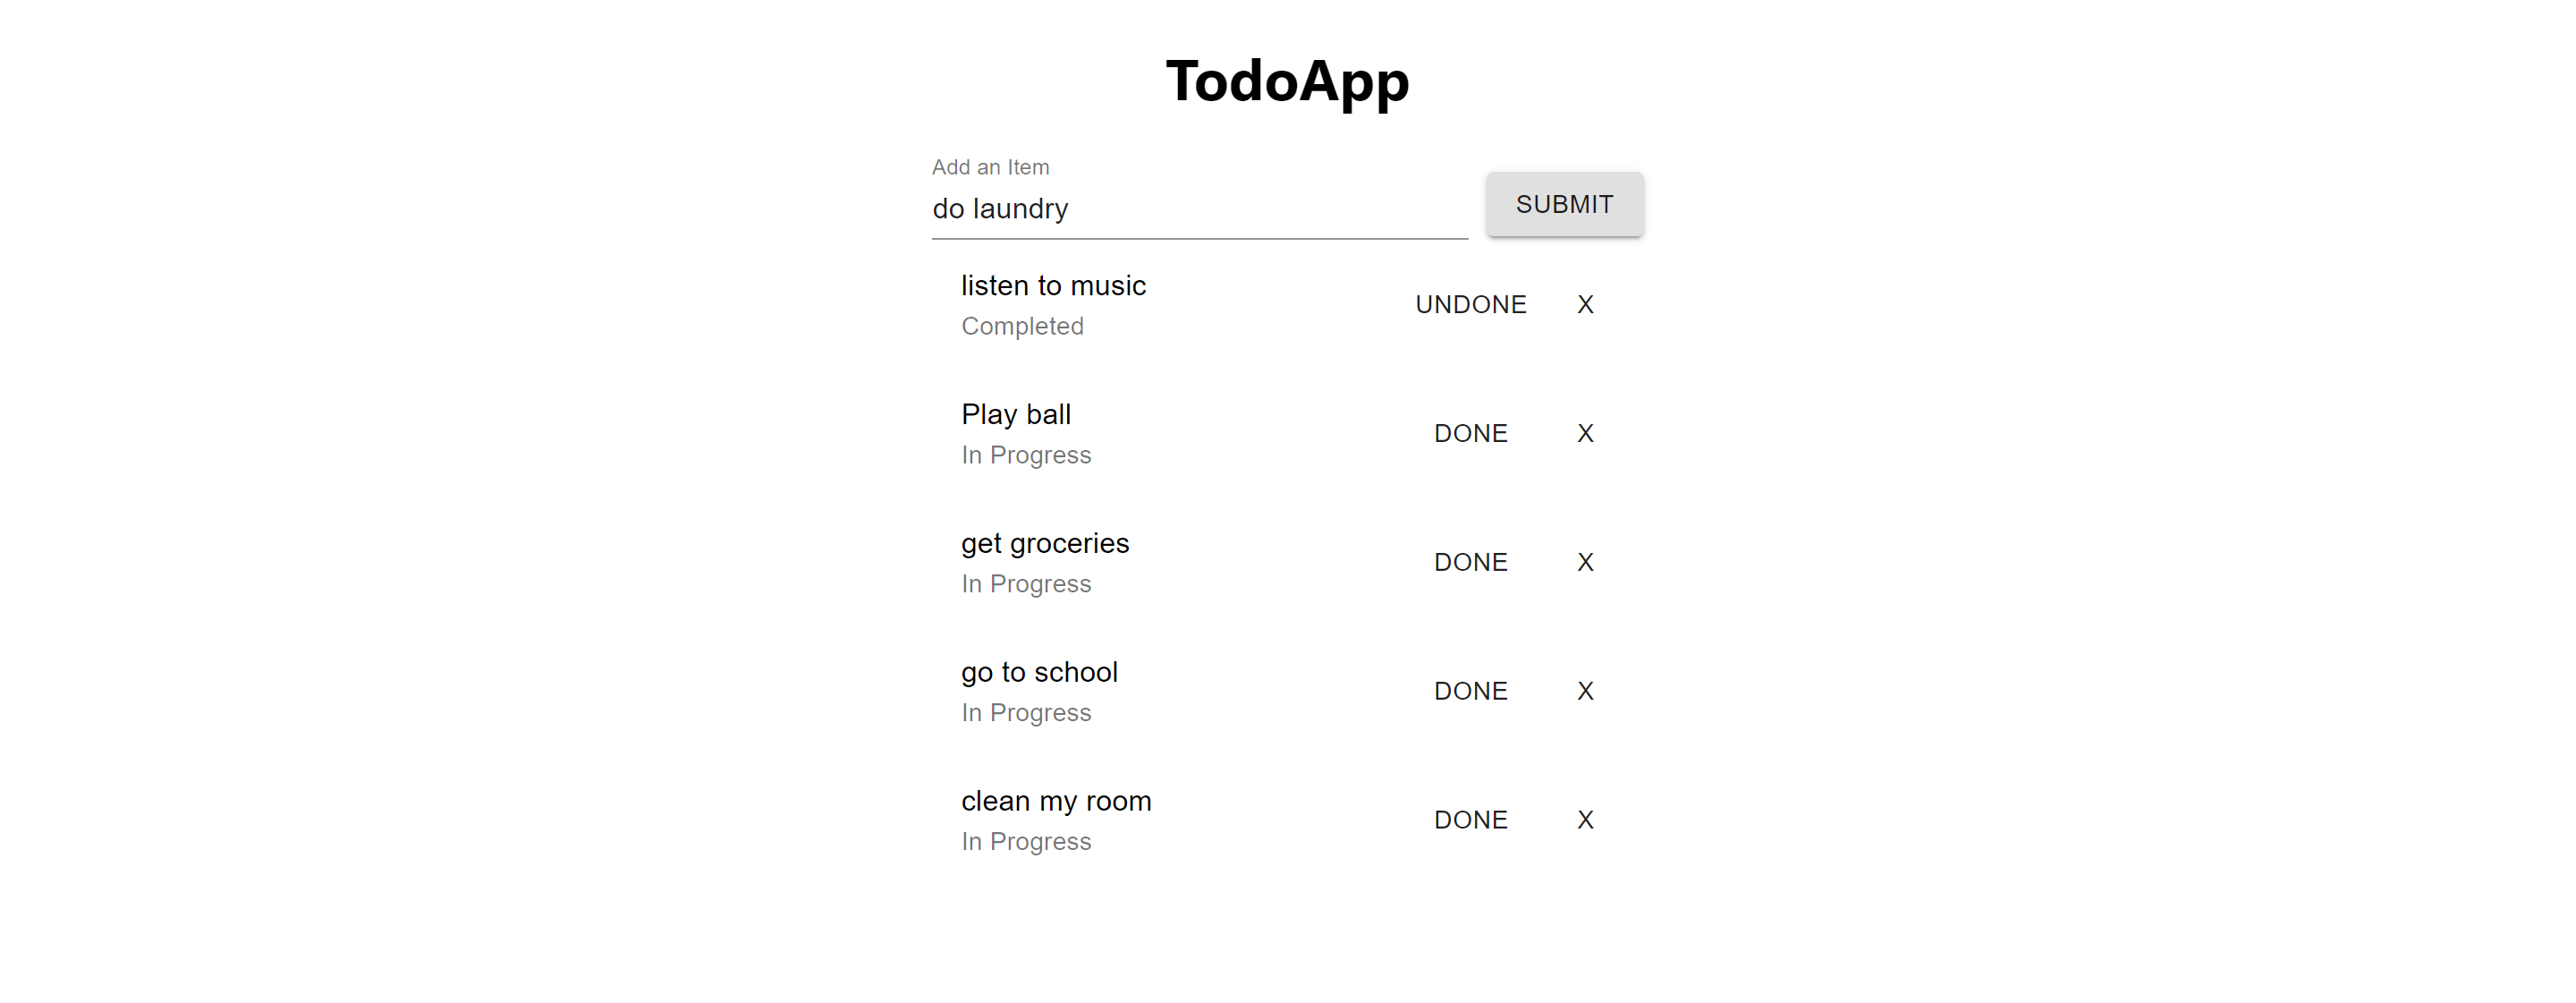 TodoApp
Add an Item
do laundry
SUBMIT
listen to music
Completed
UNDONE
X
Play ball
In Progress
DONE
X
get groceries
In Progress
DONE
X
go to school
In Progress
DONE
X
clean my room
In Progress
DONE
X